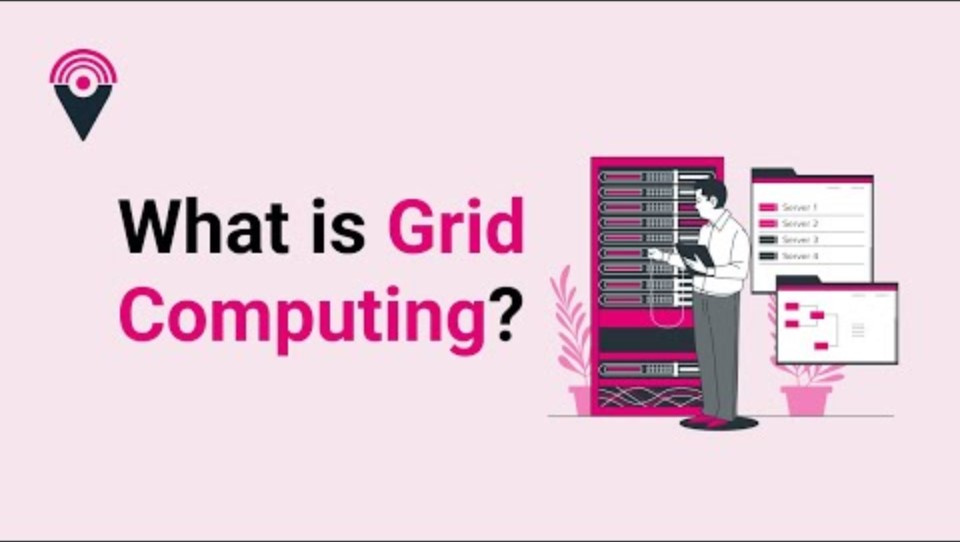 What is Grid
Computing?
Server 1
Server 2
Server 3
Server 4